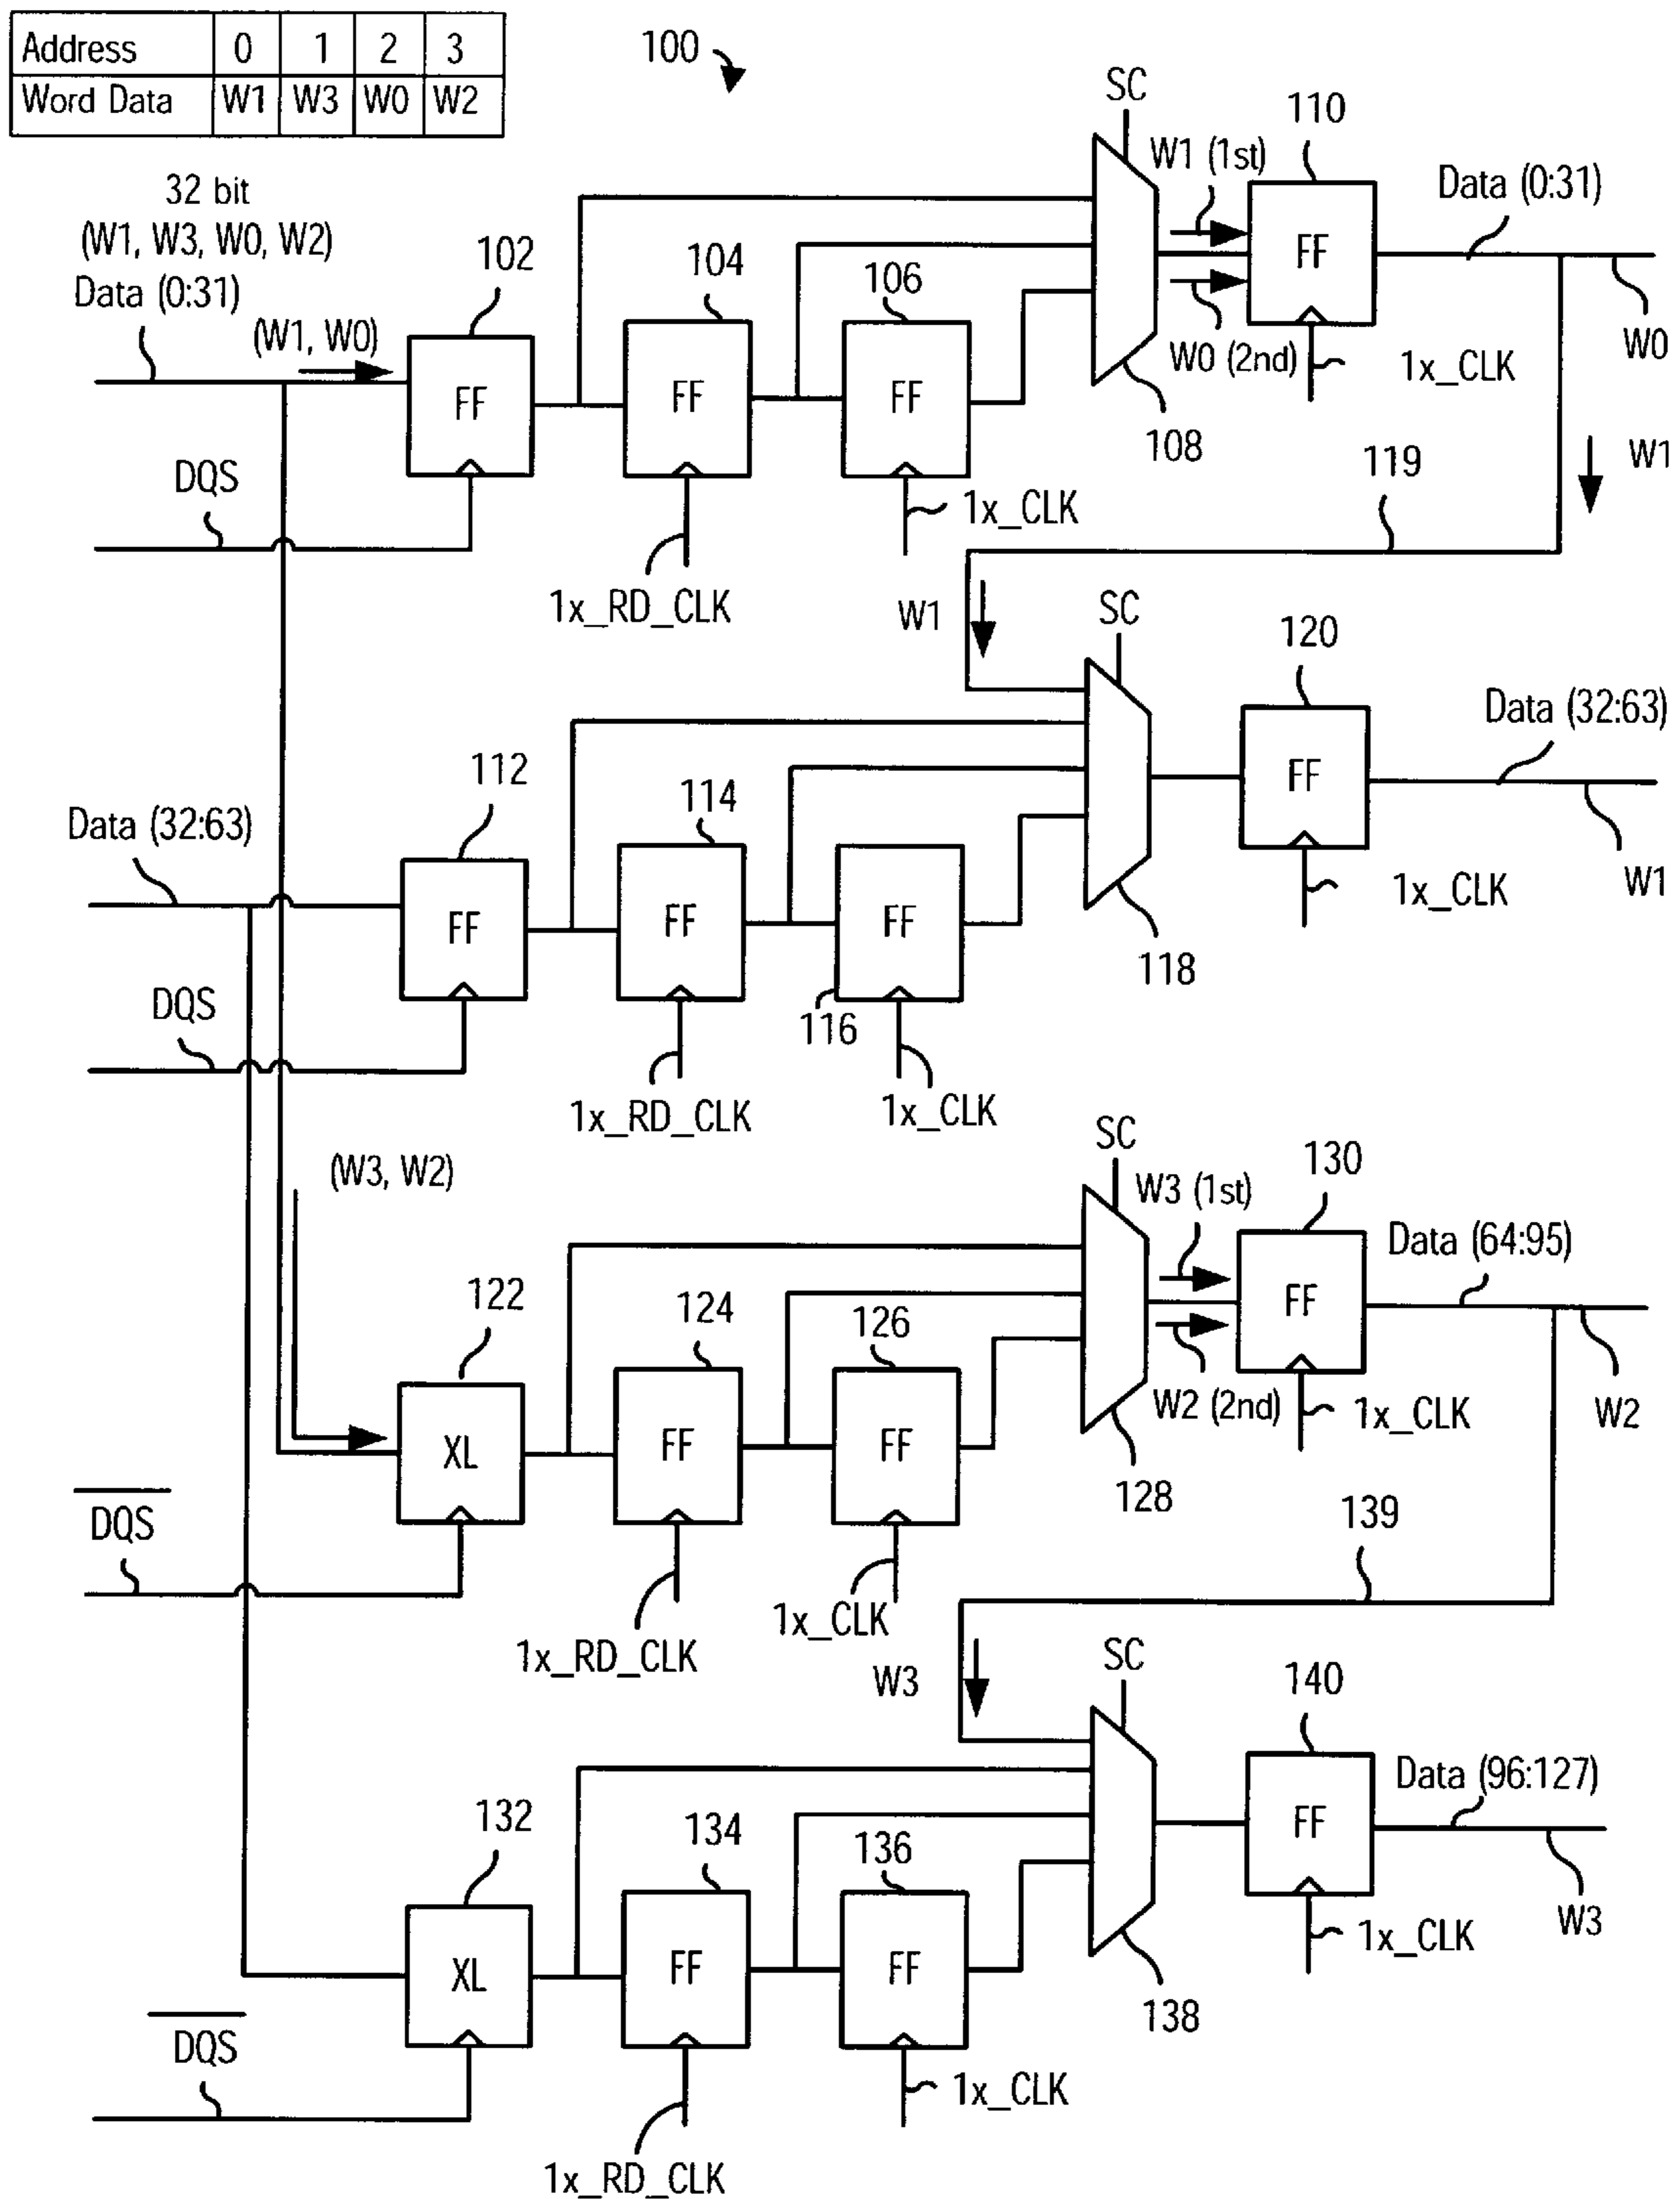 Address 0 1 2 3
Word Data W1 W3 W0 W2
100
SC
110
W1 (1st)
32 bit
(W1, W3, W0, W2)
Data (0:31)
(W1, W0)
102
104
106
FF
FF
FF
FF
Data (0:31)
W0 (2nd)
1x_CLK
W0
108
DQS
119
W1
1x_CLK
1x_RD_CLK
W1
SC
120
Data (32:63)
112
114
Data (32:63)
FF
FF
FF
FF
1x_CLK
W1
118
DQS
116
1x_RD_CLK
1x_CLK
SC
(W3, W2)
W3 (1st)
130
Data (64:95)
122
124
126
FF
W2 (2nd)
1x_CLK
W2
XL
FF
FF
128
DQS
139
1x_CLK
1x_RD_CLK
W3
SC
140
Data (96:127)
132
134
136
FF
1x_CLK
W3
XL
FF
FF
138
DQS
1x_CLK
1x_RD_CLK